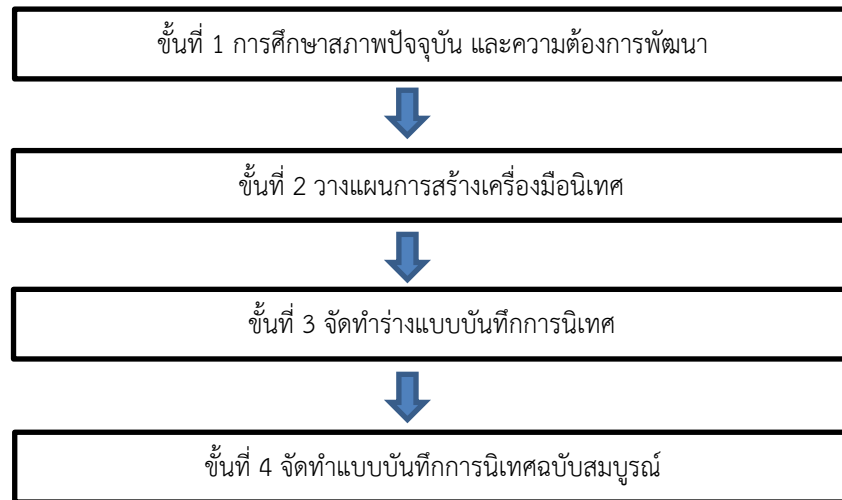 ขั้นที่ 1 การศึกษาสภาพปัจจุบัน และความต้องการพัฒนา
ขั้นที่ 2 วางแผนการสร้างเครื่องมือนิเทศ
ขั้นที่ 3 จัดทำร่างแบบบันทึกการนิเทศ
ขั้นที่ 4 จัดทำแบบบันทึกการนิเทศฉบับสมบูรณ์